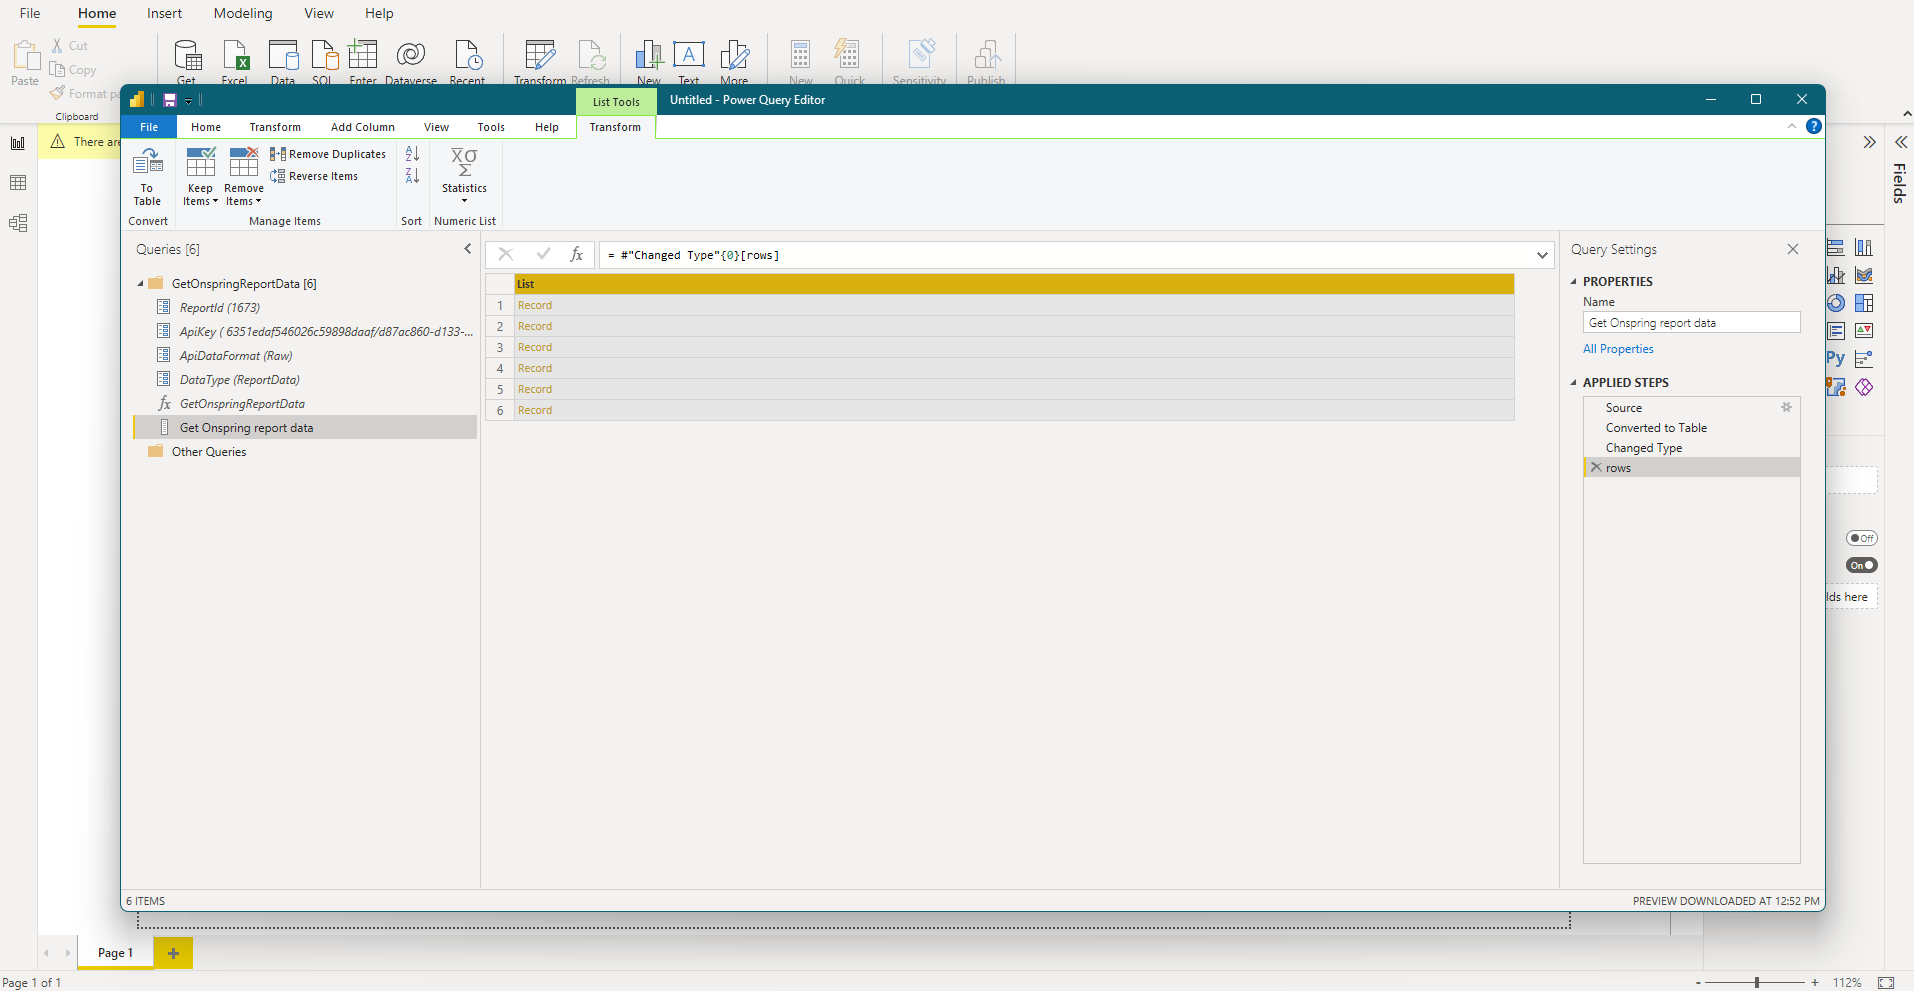 File Home Insert Modeling View Help
Paste
Cut
Copy
Format pa
Clipboard
Get Excel Data SQL Enter Dataverse Recent Transform Refresh New Text More New Quick Sensitivity Publish
There are
List Tools
Untitled - Power Query Editor
File Home Transform Add Column View Tools Help Transform
To Table
Keep Items
Remove Items
Remove Duplicates
Reverse Items
Statistics
Convert Manage Items Sort Numeric List
Queries [6]
GetOnspringReportData [6]
ReportId (1673)
ApiKey ( 6351edaf546026c59898daaf/d87ac860-d133-...
ApiDataFormat (Raw)
DataType (ReportData)
fx GetOnspringReportData
Get Onspring report data
Other Queries
fx = #"Changed Type"{0}[rows]
List
1 Record
2 Record
3 Record
4 Record
5 Record
6 Record
Query Settings
PROPERTIES
Name
Get Onspring report data
All Properties
APPLIED STEPS
Source
Converted to Table
Changed Type
rows
Fields
Py
Off
On
lds here
6 ITEMS
PREVIEW DOWNLOADED AT 12:52 PM
Page 1
Page 1 of 1
- + 112%